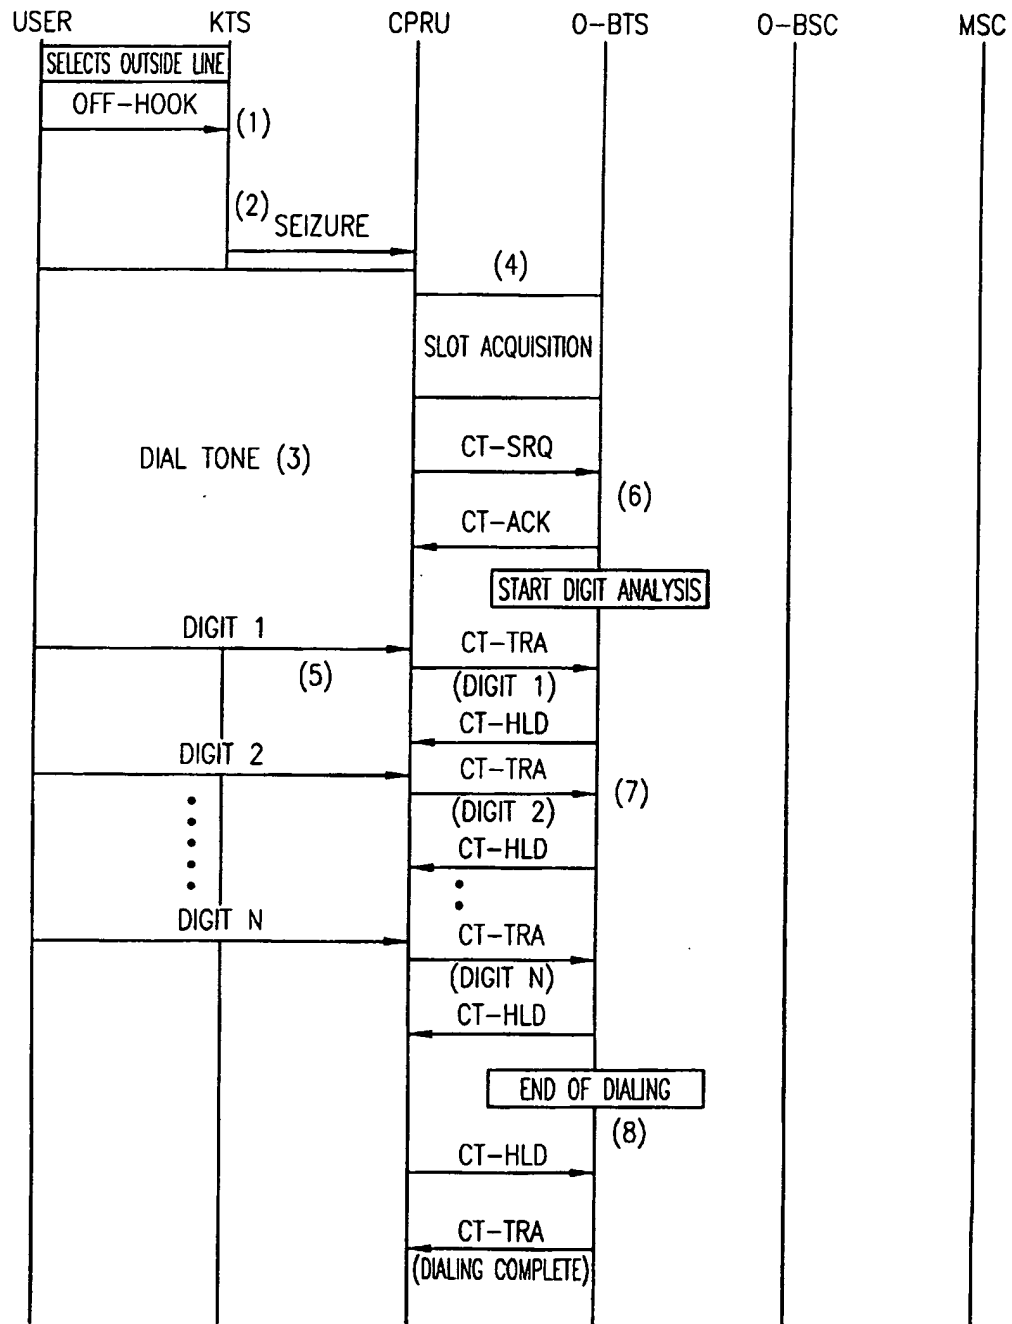 USER KTS CPRU O-BTS O-BSC MSC
SELECTS OUTSIDE LINE
OFF-HOOK
(1)
(2)
SEIZURE
(4)
SLOT ACQUISITION
CT-SRQ
DIAL TONE (3)
(6)
CT-ACK
START DIGIT ANALYSIS
DIGIT 1
CT-TRA
(5)
(DIGIT 1)
CT-HLD
DIGIT 2
CT-TRA
(7)
(DIGIT 2)
CT-HLD
DIGIT N
CT-TRA
(DIGIT N)
CT-HLD
END OF DIALING
(8)
CT-HLD
CT-TRA
(DIALING COMPLETE)